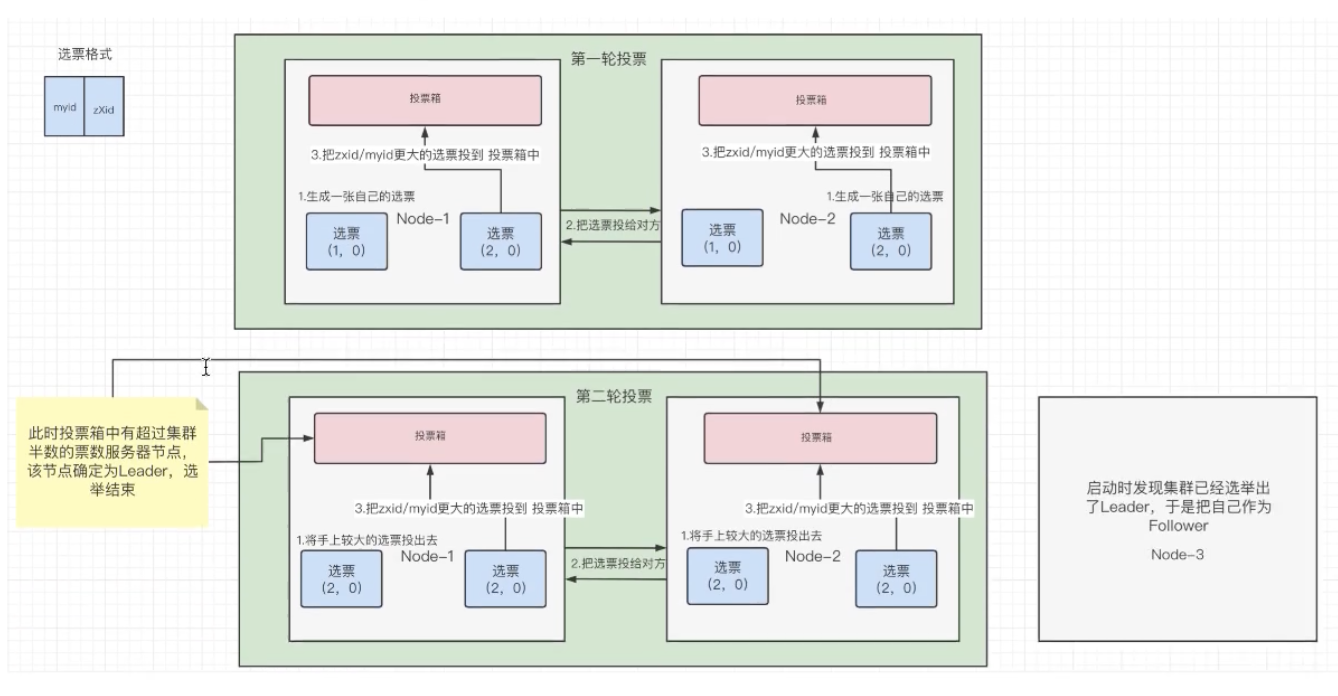 选票格式
myid
zXid
第一轮投票
投票箱
3.把zxid/myid更大的选票投到 投票箱中
1.生成一张自己的选票
Node-1
选票
(1, 0)
选票
(2, 0)
2.把选票投给对方
投票箱
3.把zxid/myid更大的选票投到 投票箱中
1.生成一张自己的选票
Node-2
选票
(1, 0)
选票
(2, 0)
此时投票箱中有超过集群
半数的票数服务器节点,
该节点确定为Leader, 选
举结束
第二轮投票
投票箱
3.把zxid/myid更大的选票投到 投票箱中
1.将手上较大的选票投出去
Node-1
选票
(2, 0)
选票
(2, 0)
2.把选票投给对方
投票箱
3.把zxid/myid更大的选票投到 投票箱中
1.将手上较大的选票投出去
Node-2
选票
(2, 0)
选票
(2, 0)
启动时发现集群已经选举出
了Leader, 于是把自己作为
Follower
Node-3